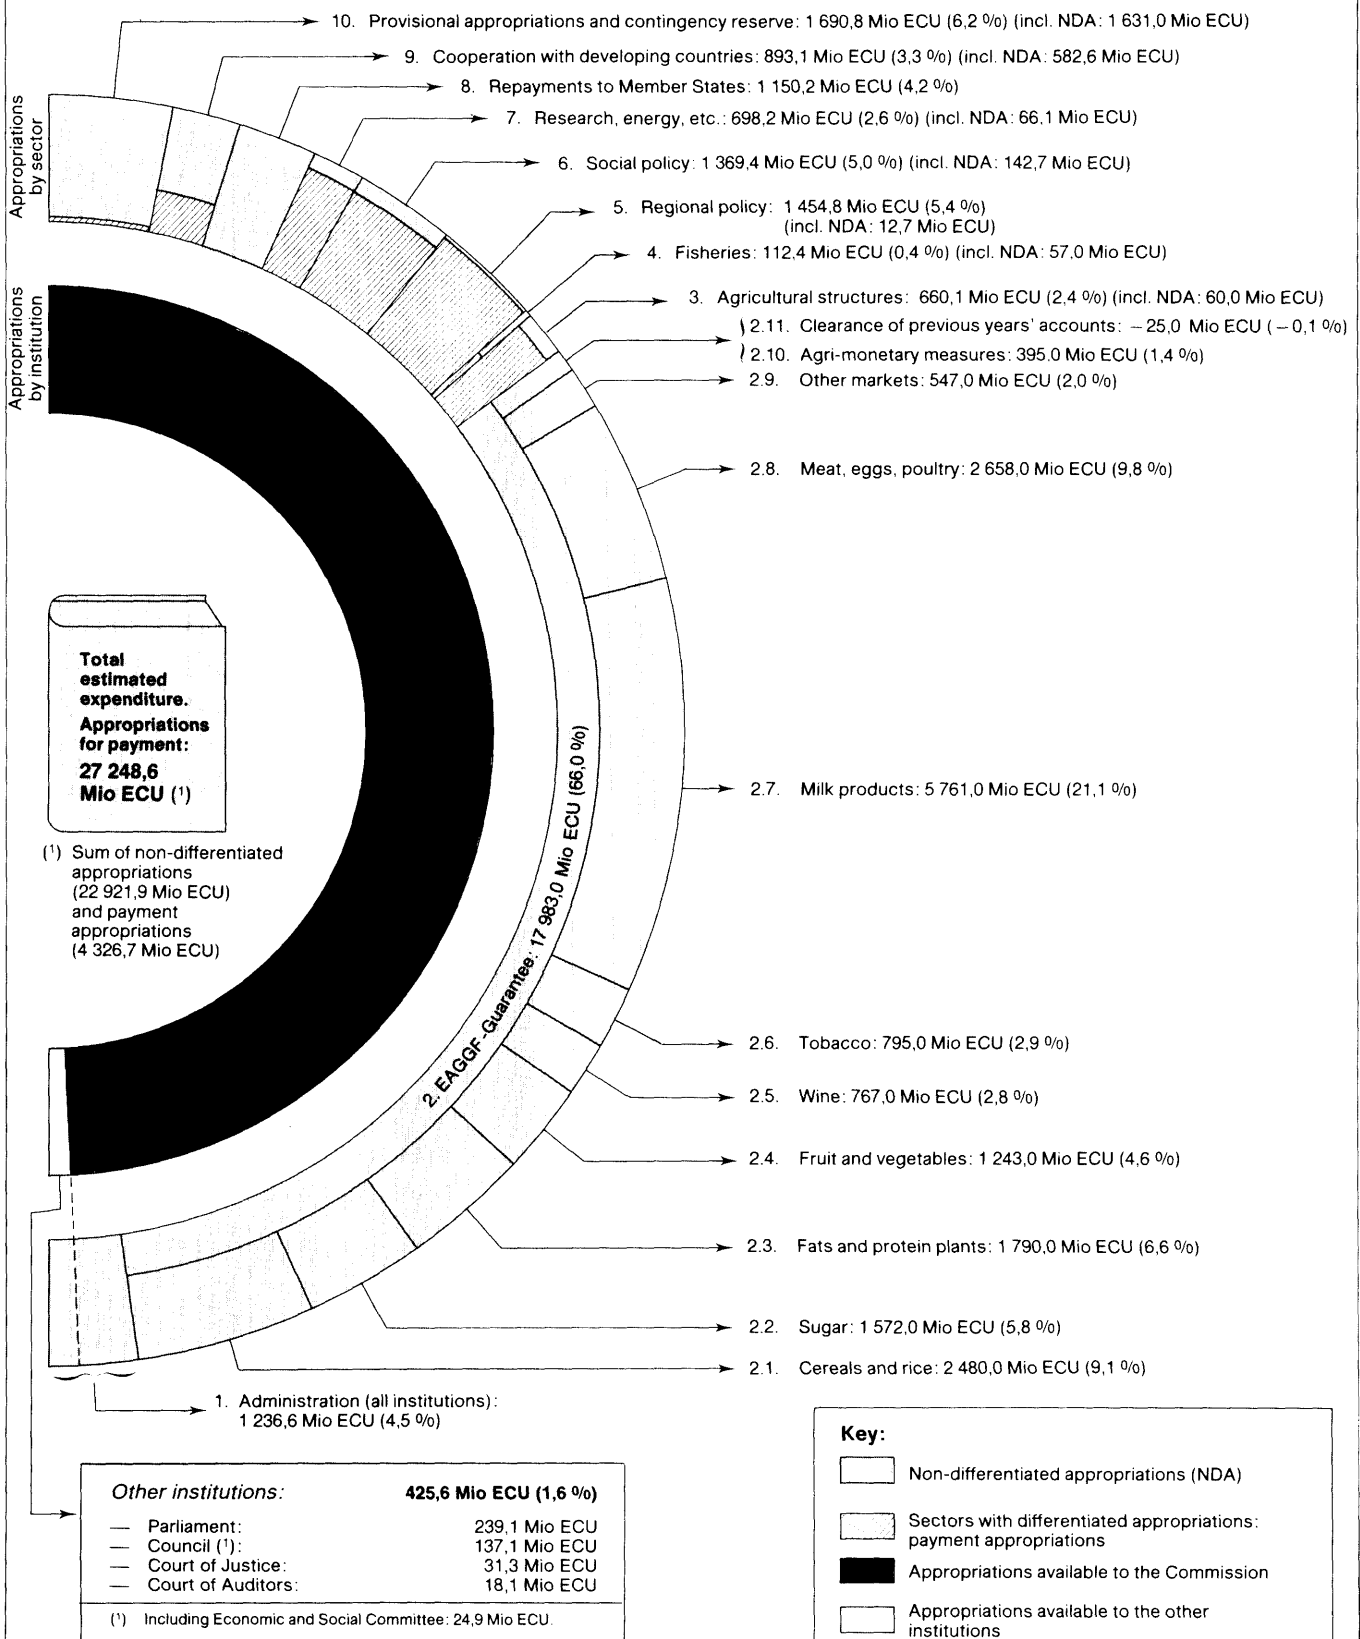 10. Provisional appropriations and contingency reserve: 1 690,8 Mio ECU (6,2 %) (incl. NDA: 1 631,0 Mio ECU)
9. Cooperation with developing countries: 893,1 Mio ECU (3,3 %) (incl. NDA: 582,6 Mio ECU)
8. Repayments to Member States: 1 150,2 Mio ECU (4,2 %)
7. Research, energy, etc.: 698,2 Mio ECU (2,6 %) (incl. NDA: 66,1 Mio ECU)
6. Social policy: 1 369,4 Mio ECU (5,0 %) (incl. NDA: 142,7 Mio ECU)
5. Regional policy: 1 454,8 Mio ECU (5,4 %)
(incl. NDA: 12,7 Mio ECU)
4. Fisheries: 112,4 Mio ECU (0,4 %) (incl. NDA: 57,0 Mio ECU)
3. Agricultural structures: 660,1 Mio ECU (2,4 %) (incl. NDA: 60,0 Mio ECU)
2.11. Clearance of previous years' accounts: –25,0 Mio ECU (–0,1 %)
2.10. Agri-monetary measures: 395.0 Mio ECU (1,4 %)
2.9. Other markets: 547,0 Mio ECU (2,0 %)
2.8. Meat, eggs, poultry: 2 658,0 Mio ECU (9,8 %)
2.7. Milk products: 5 761,0 Mio ECU (21,1 %)
2.6. Tobacco: 795,0 Mio ECU (2,9 %)
2.5. Wine: 767,0 Mio ECU (2,8 %)
2.4. Fruit and vegetables: 1 243,0 Mio ECU (4,6 %)
2.3. Fats and protein plants: 1 790,0 Mio ECU (6,6 %)
2.2. Sugar: 1 572,0 Mio ECU (5,8 %)
2.1. Cereals and rice: 2 480,0 Mio ECU (9,1 %)
1. Administration (all institutions):
1 236,6 Mio ECU (4,5 %)
Appropriations
by sector
Appropriations
by institution
2. EAGGF-Guarantee: 17 983,0 Mio ECU (66,0 %)
Total
estimated
expenditure.
Appropriations
for payment:
27 248,6
Mio ECU (¹)
(¹) Sum of non-differentiated
appropriations
(22 921,9 Mio ECU)
and payment
appropriations
(4 326,7 Mio ECU)
Other institutions: 425,6 Mio ECU (1,6 %)
— Parliament: 239,1 Mio ECU
— Council (¹): 137,1 Mio ECU
— Court of Justice: 31,3 Mio ECU
— Court of Auditors: 18,1 Mio ECU
(¹) Including Economic and Social Committee: 24,9 Mio ECU.
Key:
Non-differentiated appropriations (NDA)
Sectors with differentiated appropriations:
payment appropriations
Appropriations available to the Commission
Appropriations available to the other
institutions